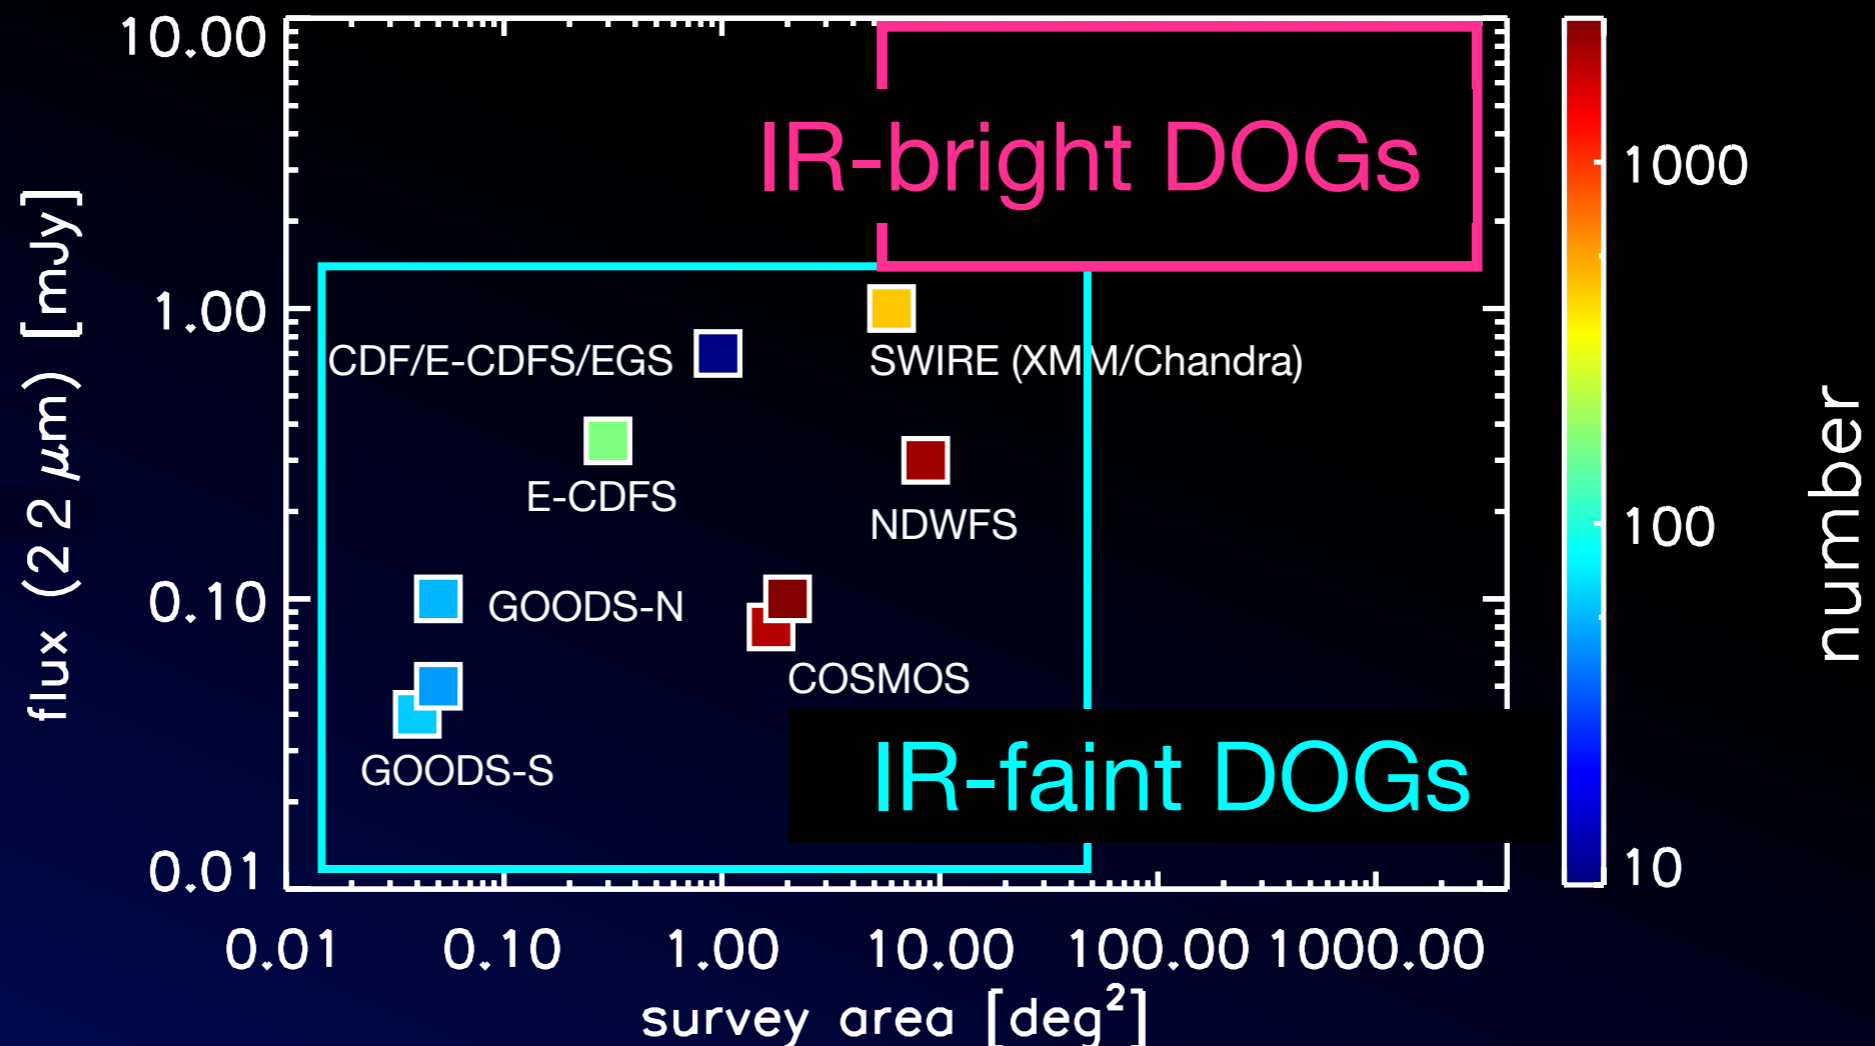 10.00
1.00
0.10
0.01
flux (22 μm) [mJy]
IR-bright DOGs
CDF/E-CDFS/EGS
SWIRE (XMM/Chandra)
E-CDFS
NDWFS
GOODS-N
COSMOS
GOODS-S
IR-faint DOGs
0.01 0.10 1.00 10.00 100.00 1000.00
survey area [deg²]
1000
100
10
number